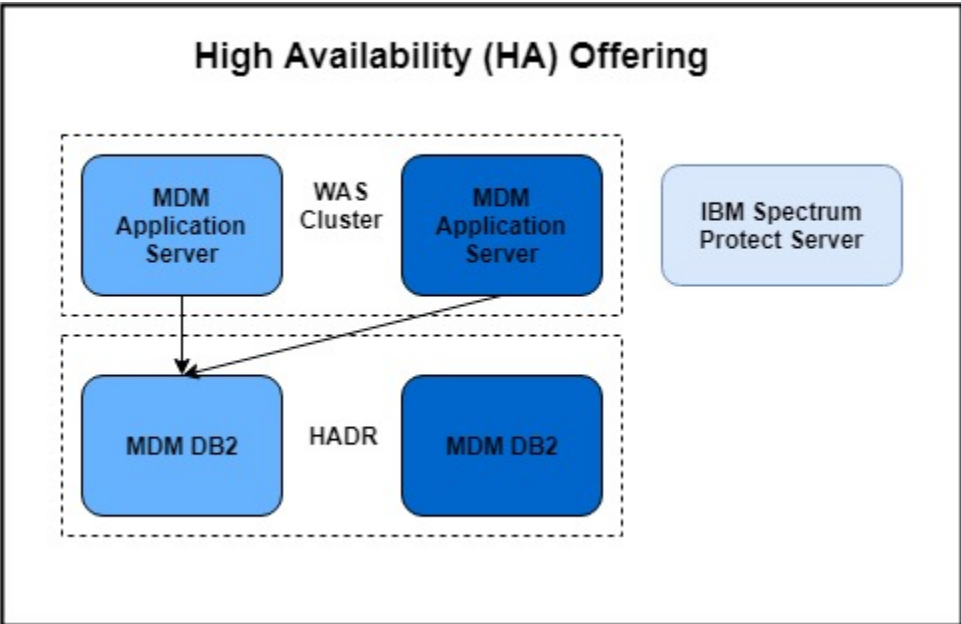 High Availability (HA) Offering
MDM
Application
Server
WAS
Cluster
MDM
Application
Server
IBM Spectrum
Protect Server
MDM DB2
HADR
MDM DB2